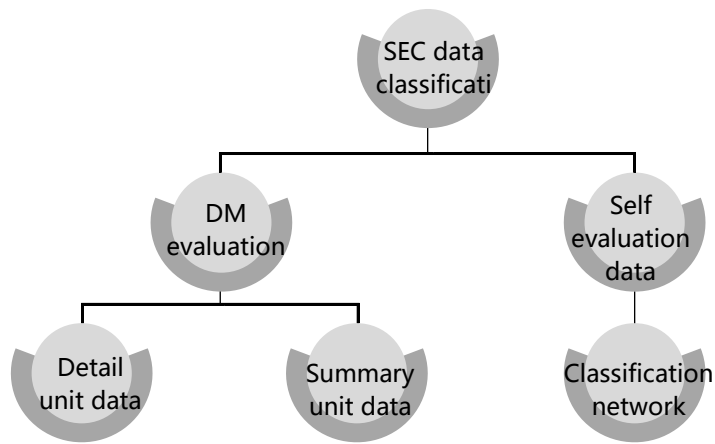 SEC data
classificati
DM
evaluation
Self
evaluation
data
Detail
unit data
Summary
unit data
Classification
network